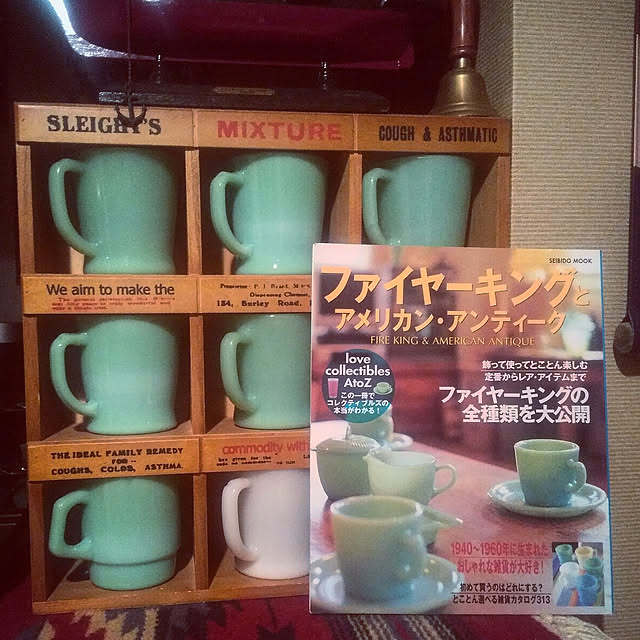 SLEIGHT'S
MIXTURE
COUGH & ASTHMATIC
We aim to make the
184, Burley Road,
THE IDEAL FAMILY REMEDY
FOR--
COUGHS, COLDS, ASTHMA.
commodity with
SEIBIDO MOOK
ファイヤーキングと
アメリカン・アンティーク
FIRE KING & AMERICAN ANTIQUE
love
collectibles
AtoZ
この一冊で
コレクティブルズの
本当がわかる!
飾って使ってとことん楽しむ
定番からレア・アイテムまで
ファイヤーキングの
全種類を大公開
1940～1960年に生まれた
おしゃれな雑貨が大好き!
初めて買うのはどれにする?
とことん選べる雑貨カタログ313